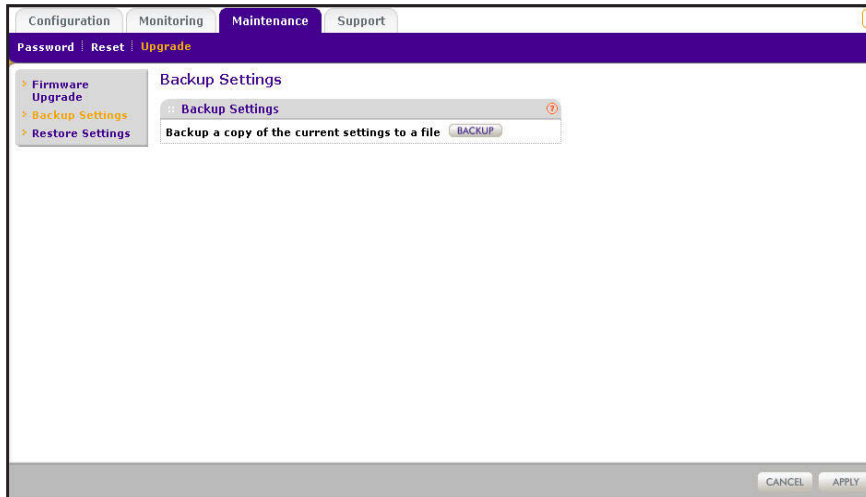 Configuration
Monitoring
Maintenance
Support
Password
Reset
Upgrade
Firmware
Upgrade
Backup Settings
Restore Settings
Backup Settings
Backup Settings
?
Backup a copy of the current settings to a file
BACKUP
CANCEL
APPLY